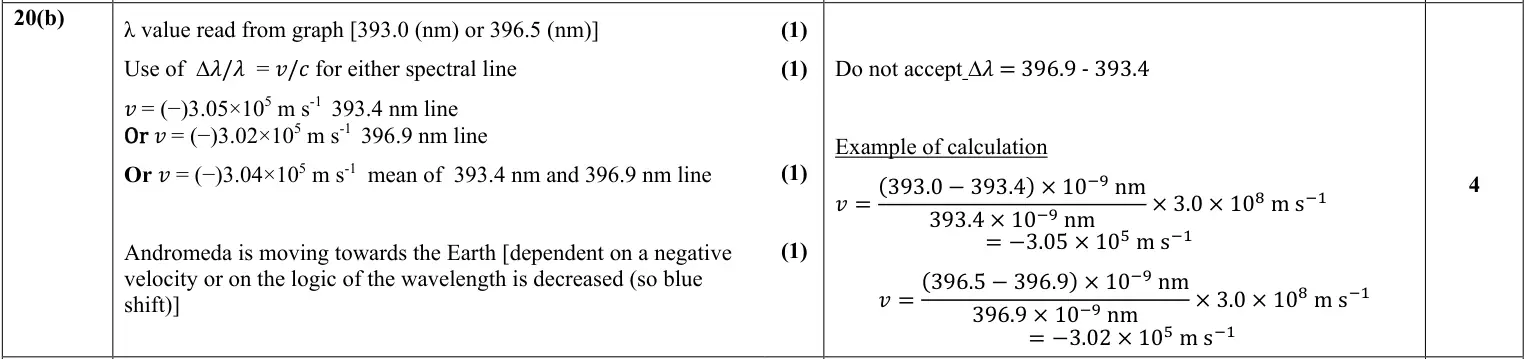 20(b)
λ value read from graph [393.0 (nm) or 396.5 (nm)] (1)
Use of Δλ/λ = v/c for either spectral line (1)
v = (−)3.05×10⁵ m s⁻¹ 393.4 nm line
Or v = (−)3.02×10⁵ m s⁻¹ 396.9 nm line
Or v = (−)3.04×10⁵ m s⁻¹ mean of 393.4 nm and 396.9 nm line (1)
Andromeda is moving towards the Earth [dependent on a negative (1)
velocity or on the logic of the wavelength is decreased (so blue
shift)]
Do not accept Δλ = 396.9 - 393.4
Example of calculation
v = (393.0 − 393.4) × 10⁻⁹ nm / 393.4 × 10⁻⁹ nm × 3.0 × 10⁸ m s⁻¹
= −3.05 × 10⁵ m s⁻¹
v = (396.5 − 396.9) × 10⁻⁹ nm / 396.9 × 10⁻⁹ nm × 3.0 × 10⁸ m s⁻¹
= −3.02 × 10⁵ m s⁻¹
4